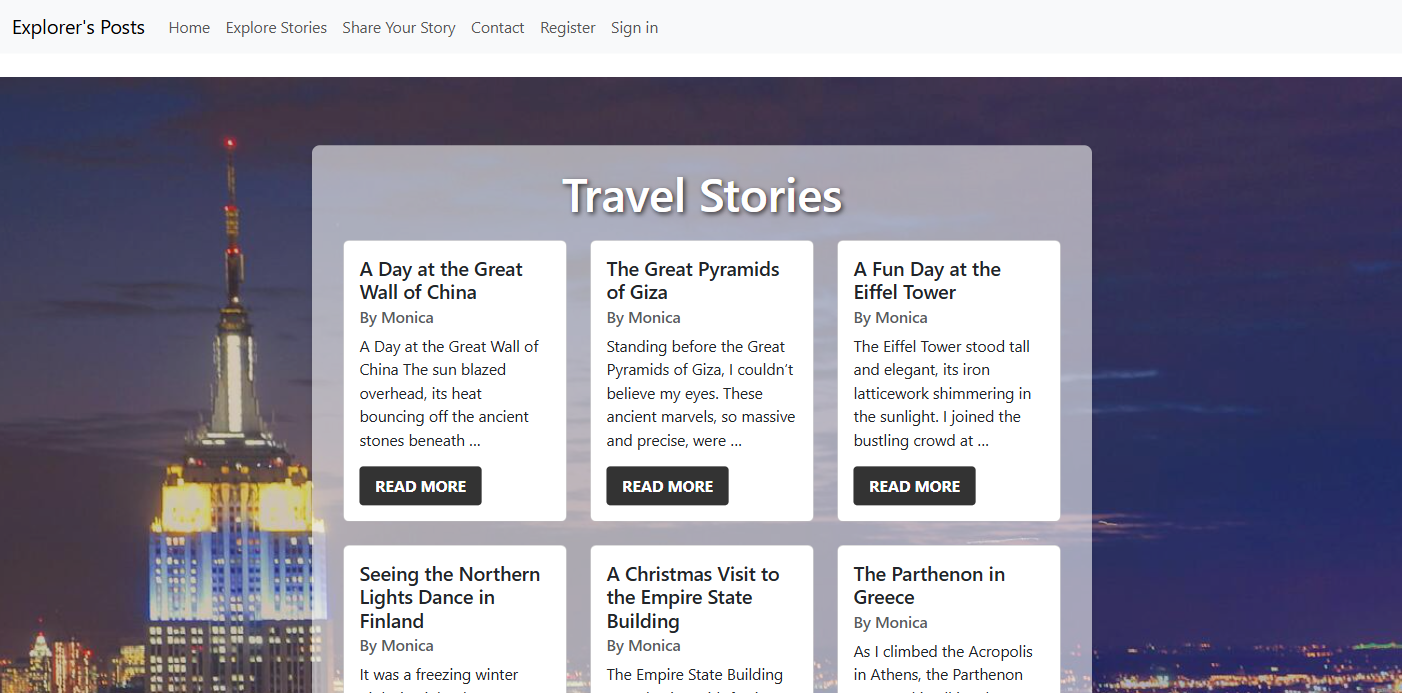 Explorer's Posts Home Explore Stories Share Your Story Contact Register Sign in
Travel Stories
A Day at the Great
Wall of China
By Monica
A Day at the Great Wall of
China The sun blazed
overhead, its heat
bouncing off the ancient
stones beneath ...
READ MORE
The Great Pyramids
of Giza
By Monica
Standing before the Great
Pyramids of Giza, I couldn’t
believe my eyes. These
ancient marvels, so massive
and precise, were ...
READ MORE
A Fun Day at the
Eiffel Tower
By Monica
The Eiffel Tower stood tall
and elegant, its iron
latticework shimmering in
the sunlight. I joined the
bustling crowd at ...
READ MORE
Seeing the Northern
Lights Dance in
Finland
By Monica
It was a freezing winter
A Christmas Visit to
the Empire State
Building
By Monica
The Empire State Building
The Parthenon in
Greece
By Monica
As I climbed the Acropolis
in Athens, the Parthenon